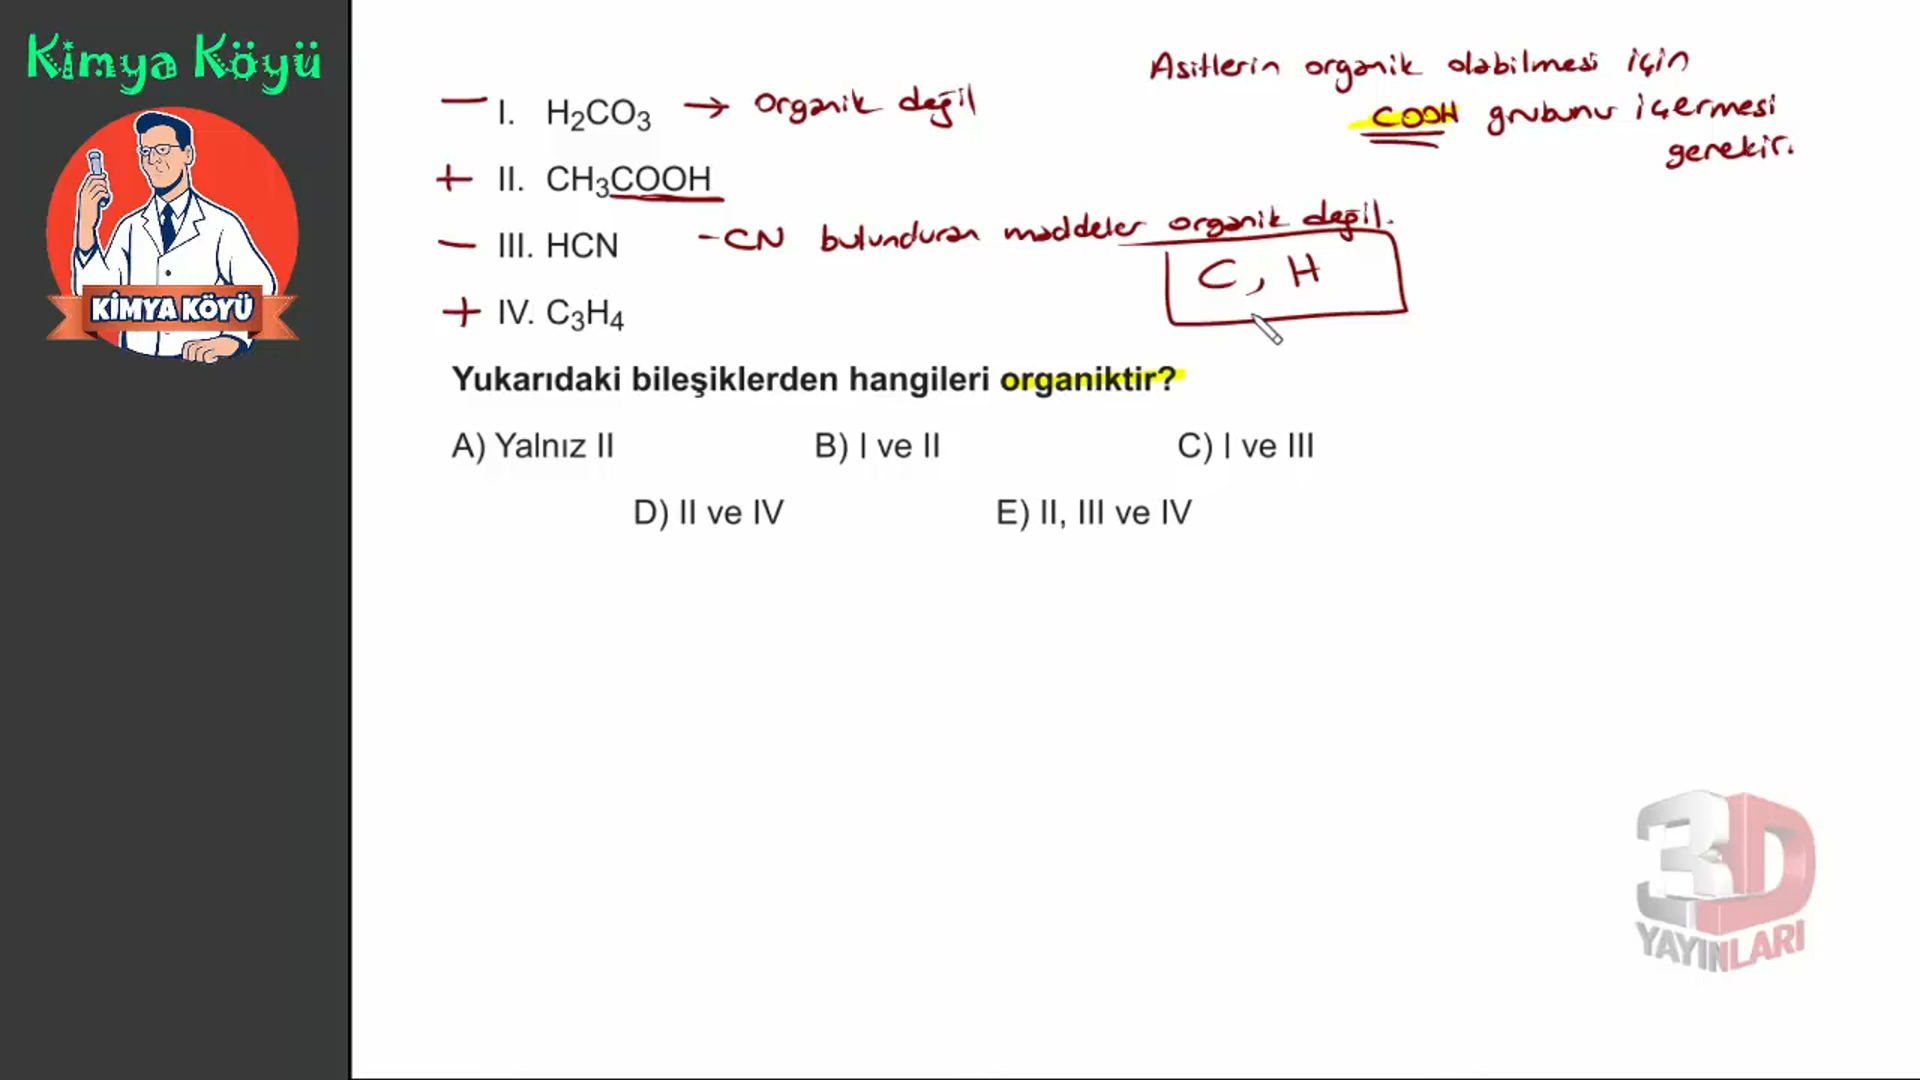 Kimya Köyü
KİMYA KÖYÜ
Asitlerin organik olabilmesi için
COOH grubunu içermesi
gerekir.
— I. H₂CO₃ → organik değil
+ II. CH₃COOH
— III. HCN -CN bulunduran maddeler organik değil.
C, H
+ IV. C₃H₄
Yukarıdaki bileşiklerden hangileri organiktir?
A) Yalnız II B) I ve II C) I ve III
D) II ve IV E) II, III ve IV
3D
YAYINLARI